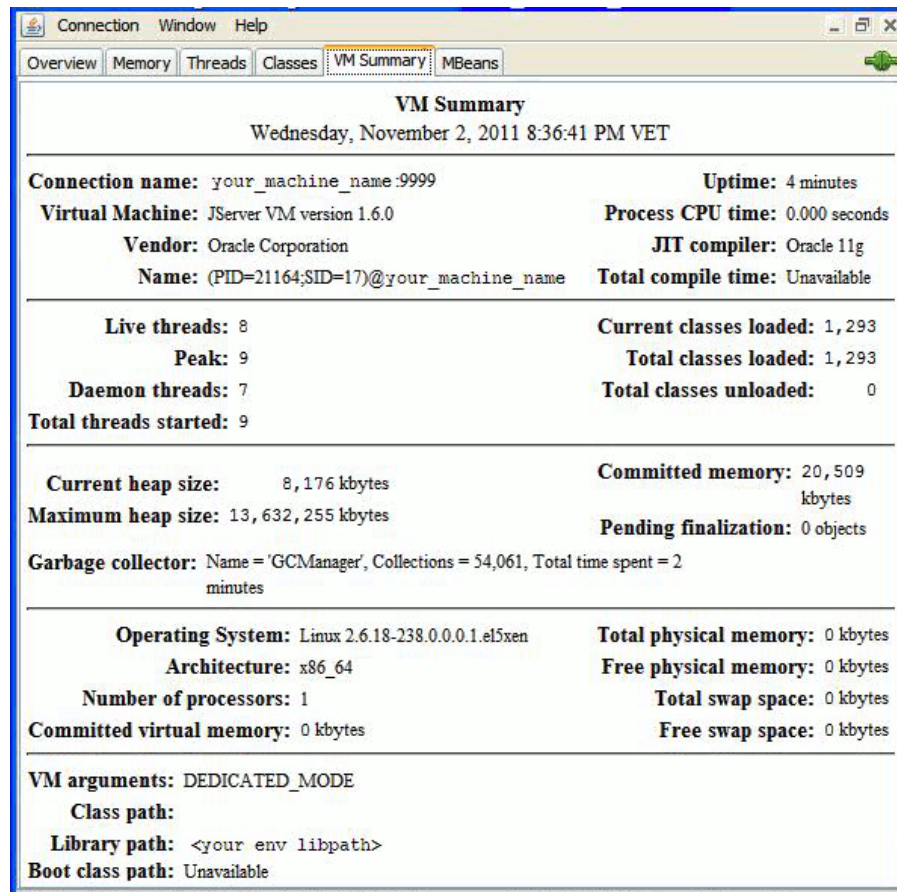 Connection Window Help
Overview Memory Threads Classes VM Summary MBeans
VM Summary
Wednesday, November 2, 2011 8:36:41 PM VET
Connection name: your_machine_name:9999
Uptime: 4 minutes
Virtual Machine: JServer VM version 1.6.0
Process CPU time: 0.000 seconds
Vendor: Oracle Corporation
JIT compiler: Oracle 11g
Name: (PID=21164;SID=17)@your_machine_name
Total compile time: Unavailable
Live threads: 8
Current classes loaded: 1,293
Peak: 9
Total classes loaded: 1,293
Daemon threads: 7
Total classes unloaded: 0
Total threads started: 9
Current heap size: 8,176 kbytes
Committed memory: 20,509
kbytes
Maximum heap size: 13,632,255 kbytes
Pending finalization: 0 objects
Garbage collector: Name = 'GCManager', Collections = 54,061, Total time spent = 2
minutes
Operating System: Linux 2.6.18-238.0.0.0.1.el5xen
Total physical memory: 0 kbytes
Architecture: x86_64
Free physical memory: 0 kbytes
Number of processors: 1
Total swap space: 0 kbytes
Committed virtual memory: 0 kbytes
Free swap space: 0 kbytes
VM arguments: DEDICATED_MODE
Class path:
Library path: <your env libpath>
Boot class path: Unavailable